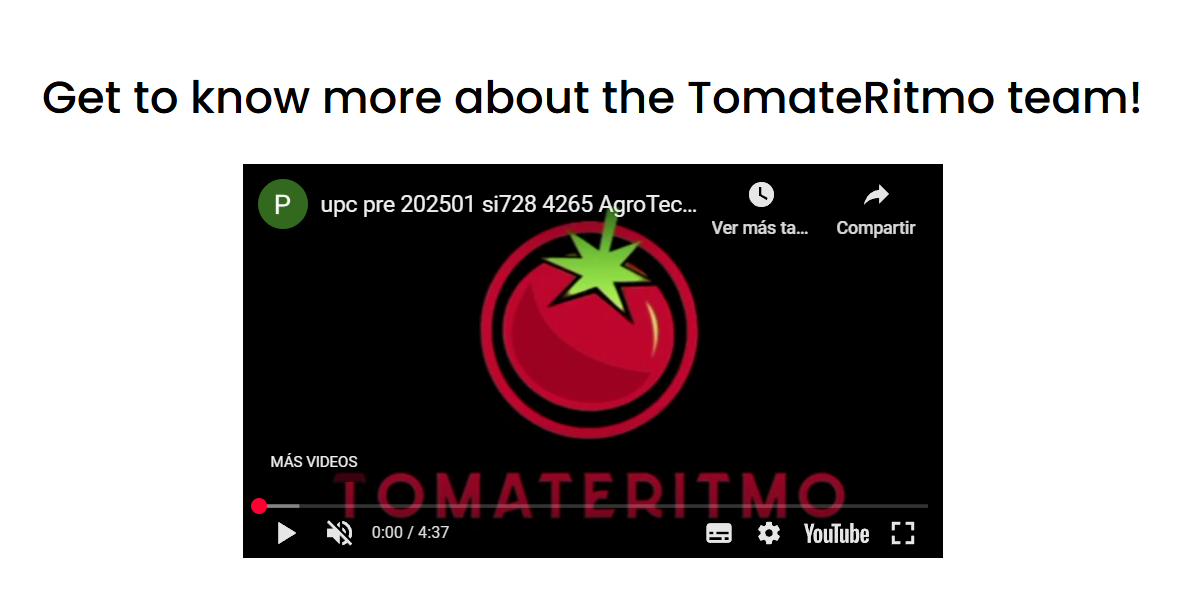 Get to know more about the TomateRitmo team!
P
upc pre 202501 si728 4265 AgroTec...
Ver más ta...
Compartir
MÁS VIDEOS
TOMATERITMO
0:00 / 4:37
YouTube